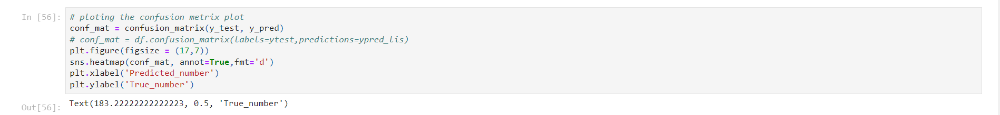 In [56]:
# ploting the confusion metrix plot
conf_mat = confusion_matrix(y_test, y_pred)
# conf_mat = df.confusion_matrix(labels=ytest,predictions=ypred_lis)
plt.figure(figsize = (17,7))
sns.heatmap(conf_mat, annot=True,fmt='d')
plt.xlabel('Predicted_number')
plt.ylabel('True_number')
Out[56]:
Text(183.22222222222223, 0.5, 'True_number')